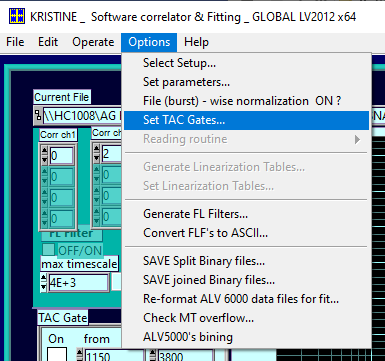 KRISTINE _ Software correlator & Fitting _ GLOBAL LV2012 x64
File Edit Operate Options Help
Select Setup...
Set parameters...
File (burst) - wise normalization ON ?
Set TAC Gates...
Reading routine
Generate Linearization Tables...
Set Linearization Tables...
Generate FL Filters...
Convert FLF's to ASCII...
SAVE Split Binary files...
SAVE joined Binary files...
Re-format ALV 6000 data files for fit...
Check MT overflow...
ALV5000's bining
Current File
\\HC1008\AG
Corr ch1 Corr
0 2
0 0
0 0
0 0
FL Filter
OFF/ON
max timescale
4E+3
TAC Gate
On from
1150 3800